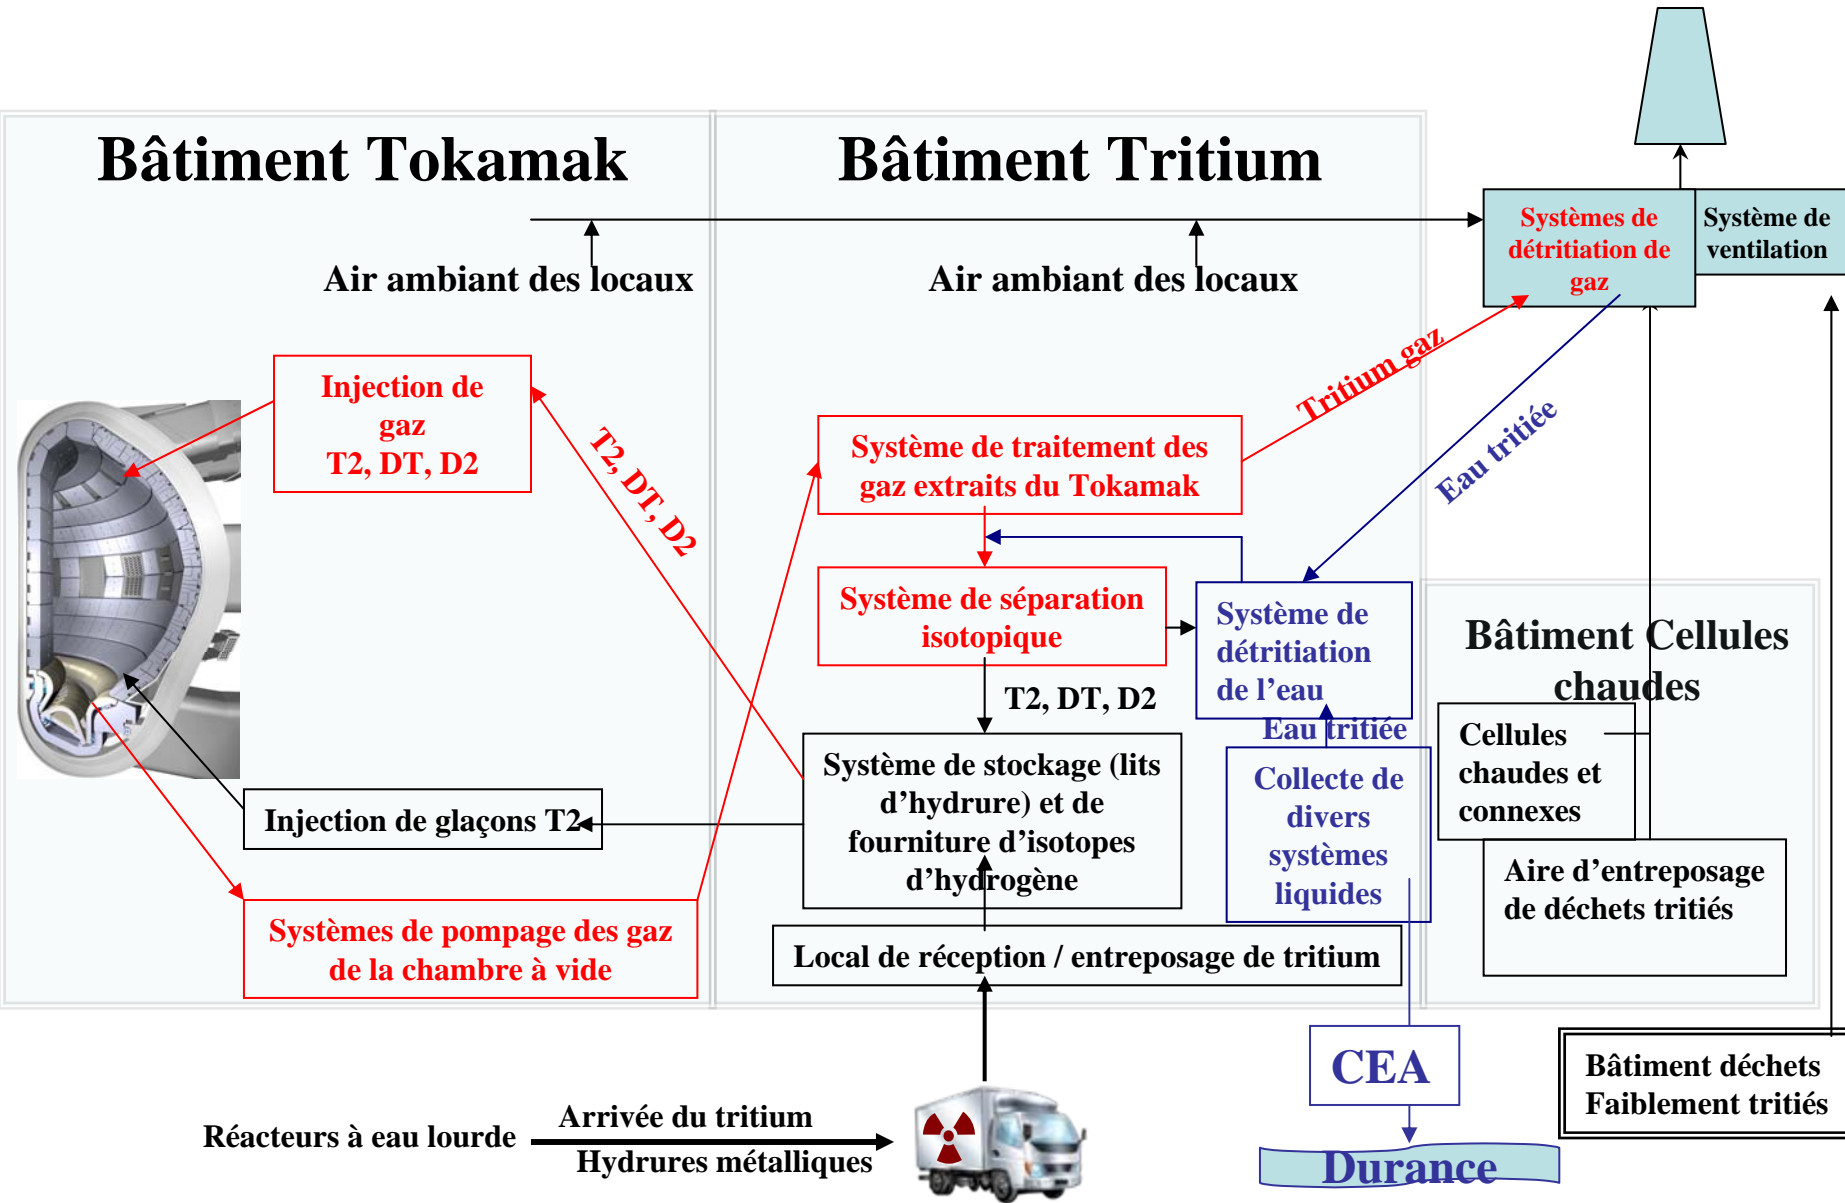 Bâtiment Tokamak
Bâtiment Tritium
Systèmes de
détritiation de
gaz
Système de
ventilation
Air ambiant des locaux
Air ambiant des locaux
Injection de
gaz
T2, DT, D2
T2, DT, D2
Tritium gaz
Eau tritiée
Système de traitement des
gaz extraits du Tokamak
Système de séparation
isotopique
Système de
détritiation
de l’eau
T2, DT, D2
Eau tritiée
Bâtiment Cellules
chaudes
Cellules
chaudes et
connexes
Système de stockage (lits
d’hydrure) et de
fourniture d’isotopes
d’hydrogène
Collecte de
divers
systèmes
liquides
Injection de glaçons T2
Aire d’entreposage
de déchets tritiés
Systèmes de pompage des gaz
de la chambre à vide
Local de réception / entreposage de tritium
CEA
Bâtiment déchets
Faiblement tritiés
Réacteurs à eau lourde
Arrivée du tritium
Hydrures métalliques
Durance